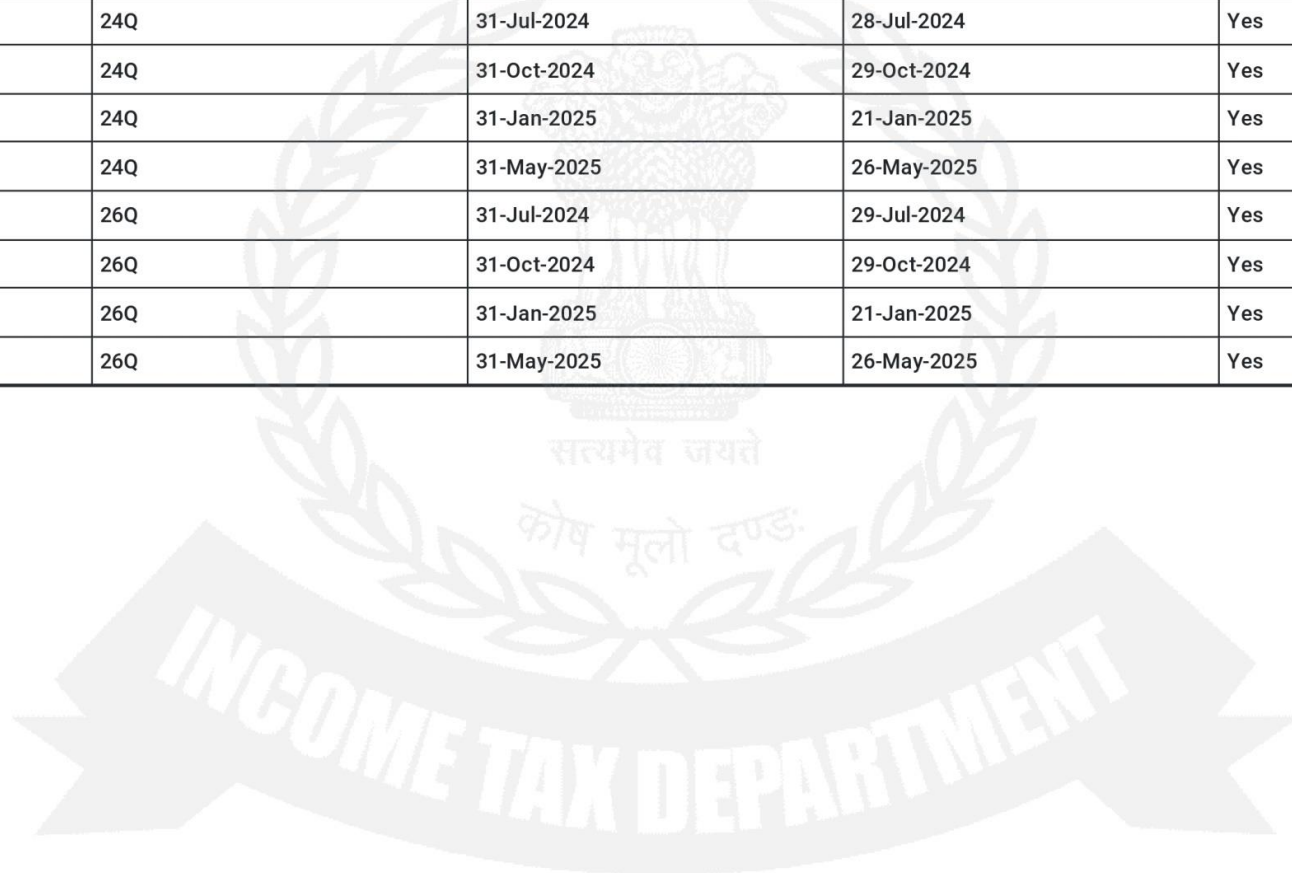 24Q 31-Jul-2024 28-Jul-2024 Yes
24Q 31-Oct-2024 29-Oct-2024 Yes
24Q 31-Jan-2025 21-Jan-2025 Yes
24Q 31-May-2025 26-May-2025 Yes
26Q 31-Jul-2024 29-Jul-2024 Yes
26Q 31-Oct-2024 29-Oct-2024 Yes
26Q 31-Jan-2025 21-Jan-2025 Yes
26Q 31-May-2025 26-May-2025 Yes
सत्यमेव जयते
कोष मूलो दण्डः
INCOME TAX DEPARTMENT